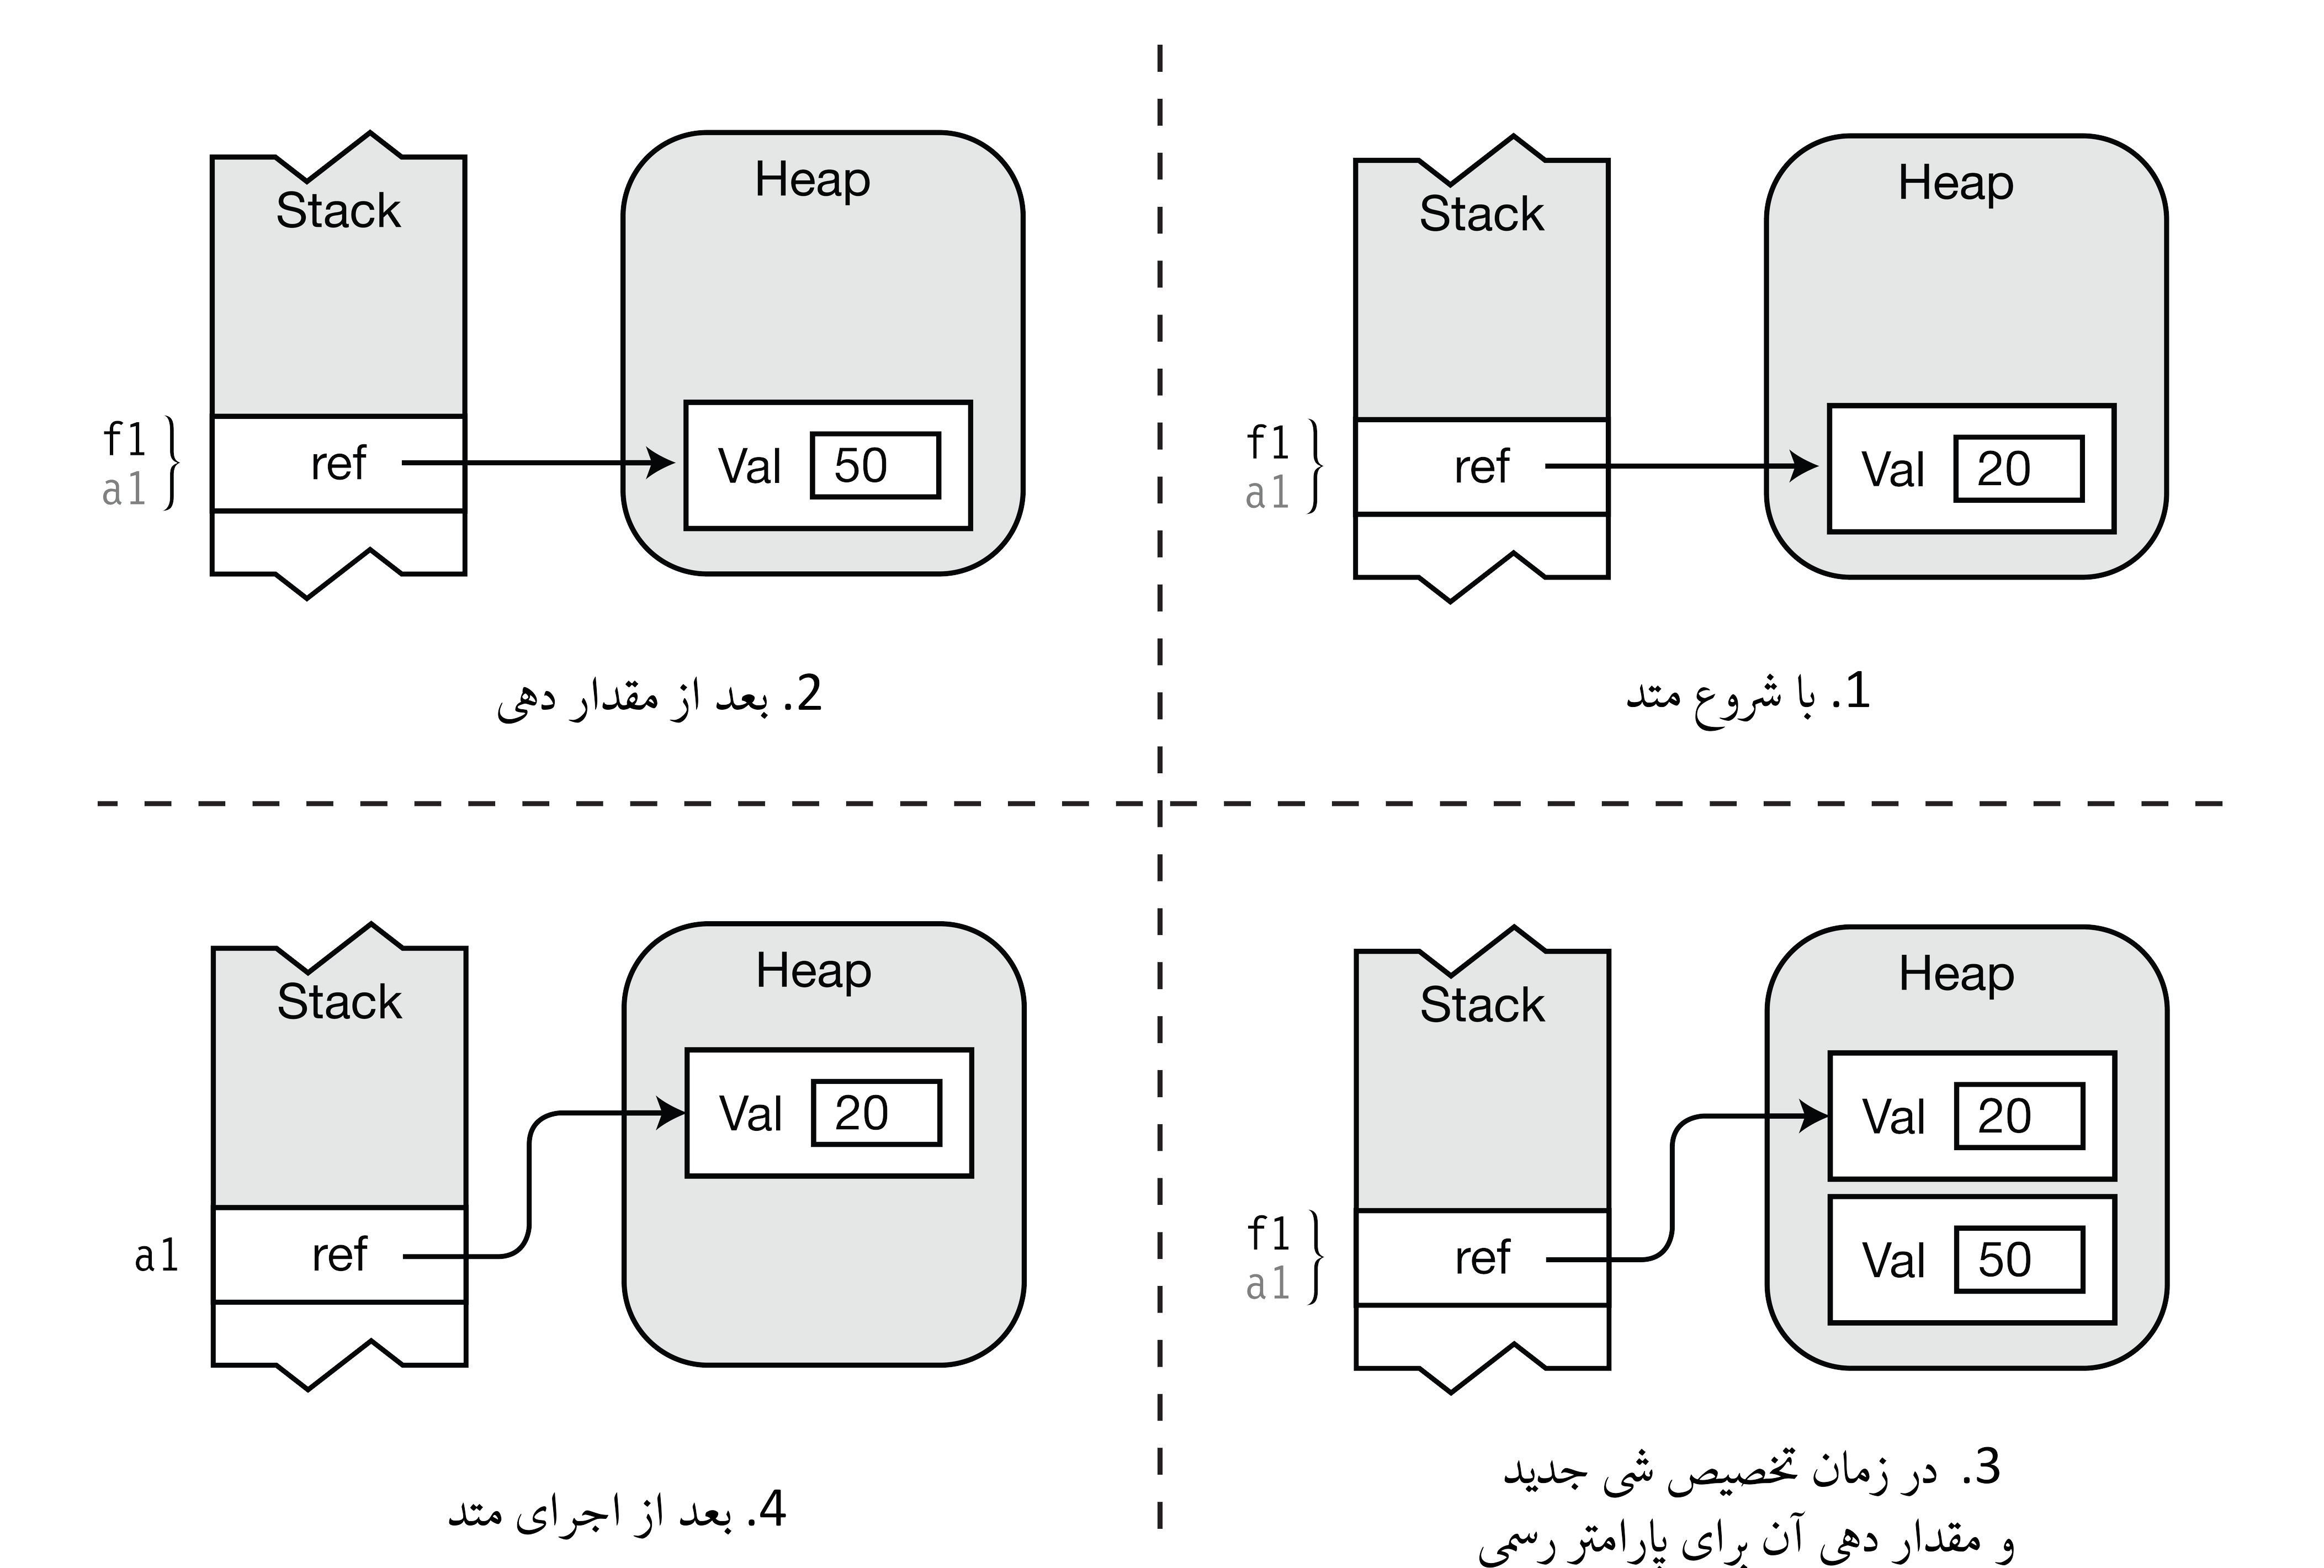 Stack
Heap
f1
a1
ref
Val 20
1. با شروع متد
Stack
Heap
f1
a1
ref
Val 50
2. بعد از مقدار دهی
Stack
Heap
Val 20
f1
a1
ref
Val 50
3. در زمان تخصیص شی جدید
و مقدار دهی آن برای پارامتر رسمی
Stack
Heap
Val 20
a1
ref
4. بعد از اجرای متد